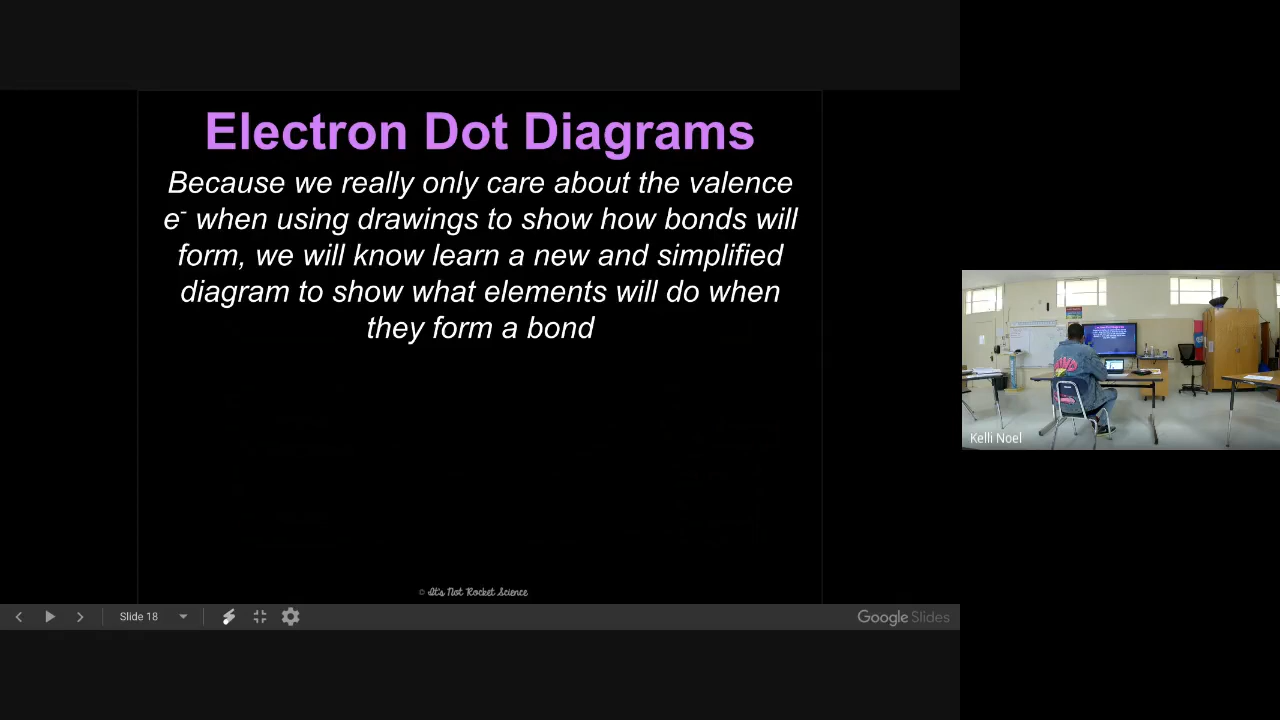 Electron Dot Diagrams
Because we really only care about the valence
e⁻ when using drawings to show how bonds will
form, we will know learn a new and simplified
diagram to show what elements will do when
they form a bond
© It's Not Rocket Science
Slide 18
Google Slides
Kelli Noel